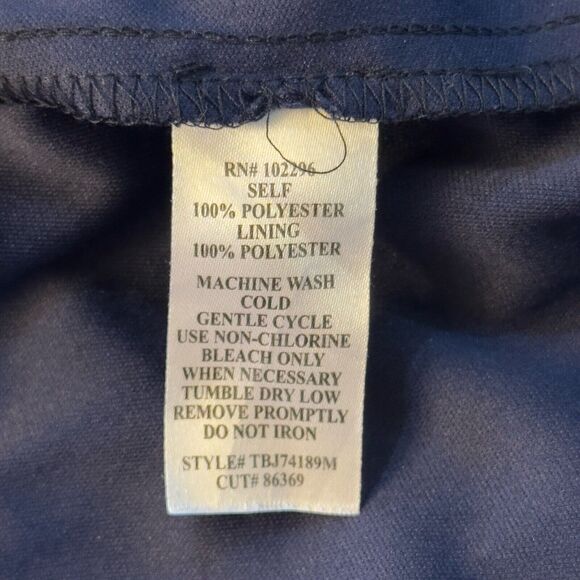 RN# 102296
SELF
100% POLYESTER
LINING
100% POLYESTER
MACHINE WASH
COLD
GENTLE CYCLE
USE NON-CHLORINE
BLEACH ONLY
WHEN NECESSARY
TUMBLE DRY LOW
REMOVE PROMPTLY
DO NOT IRON
STYLE# TBJ74189M
CUT# 86369